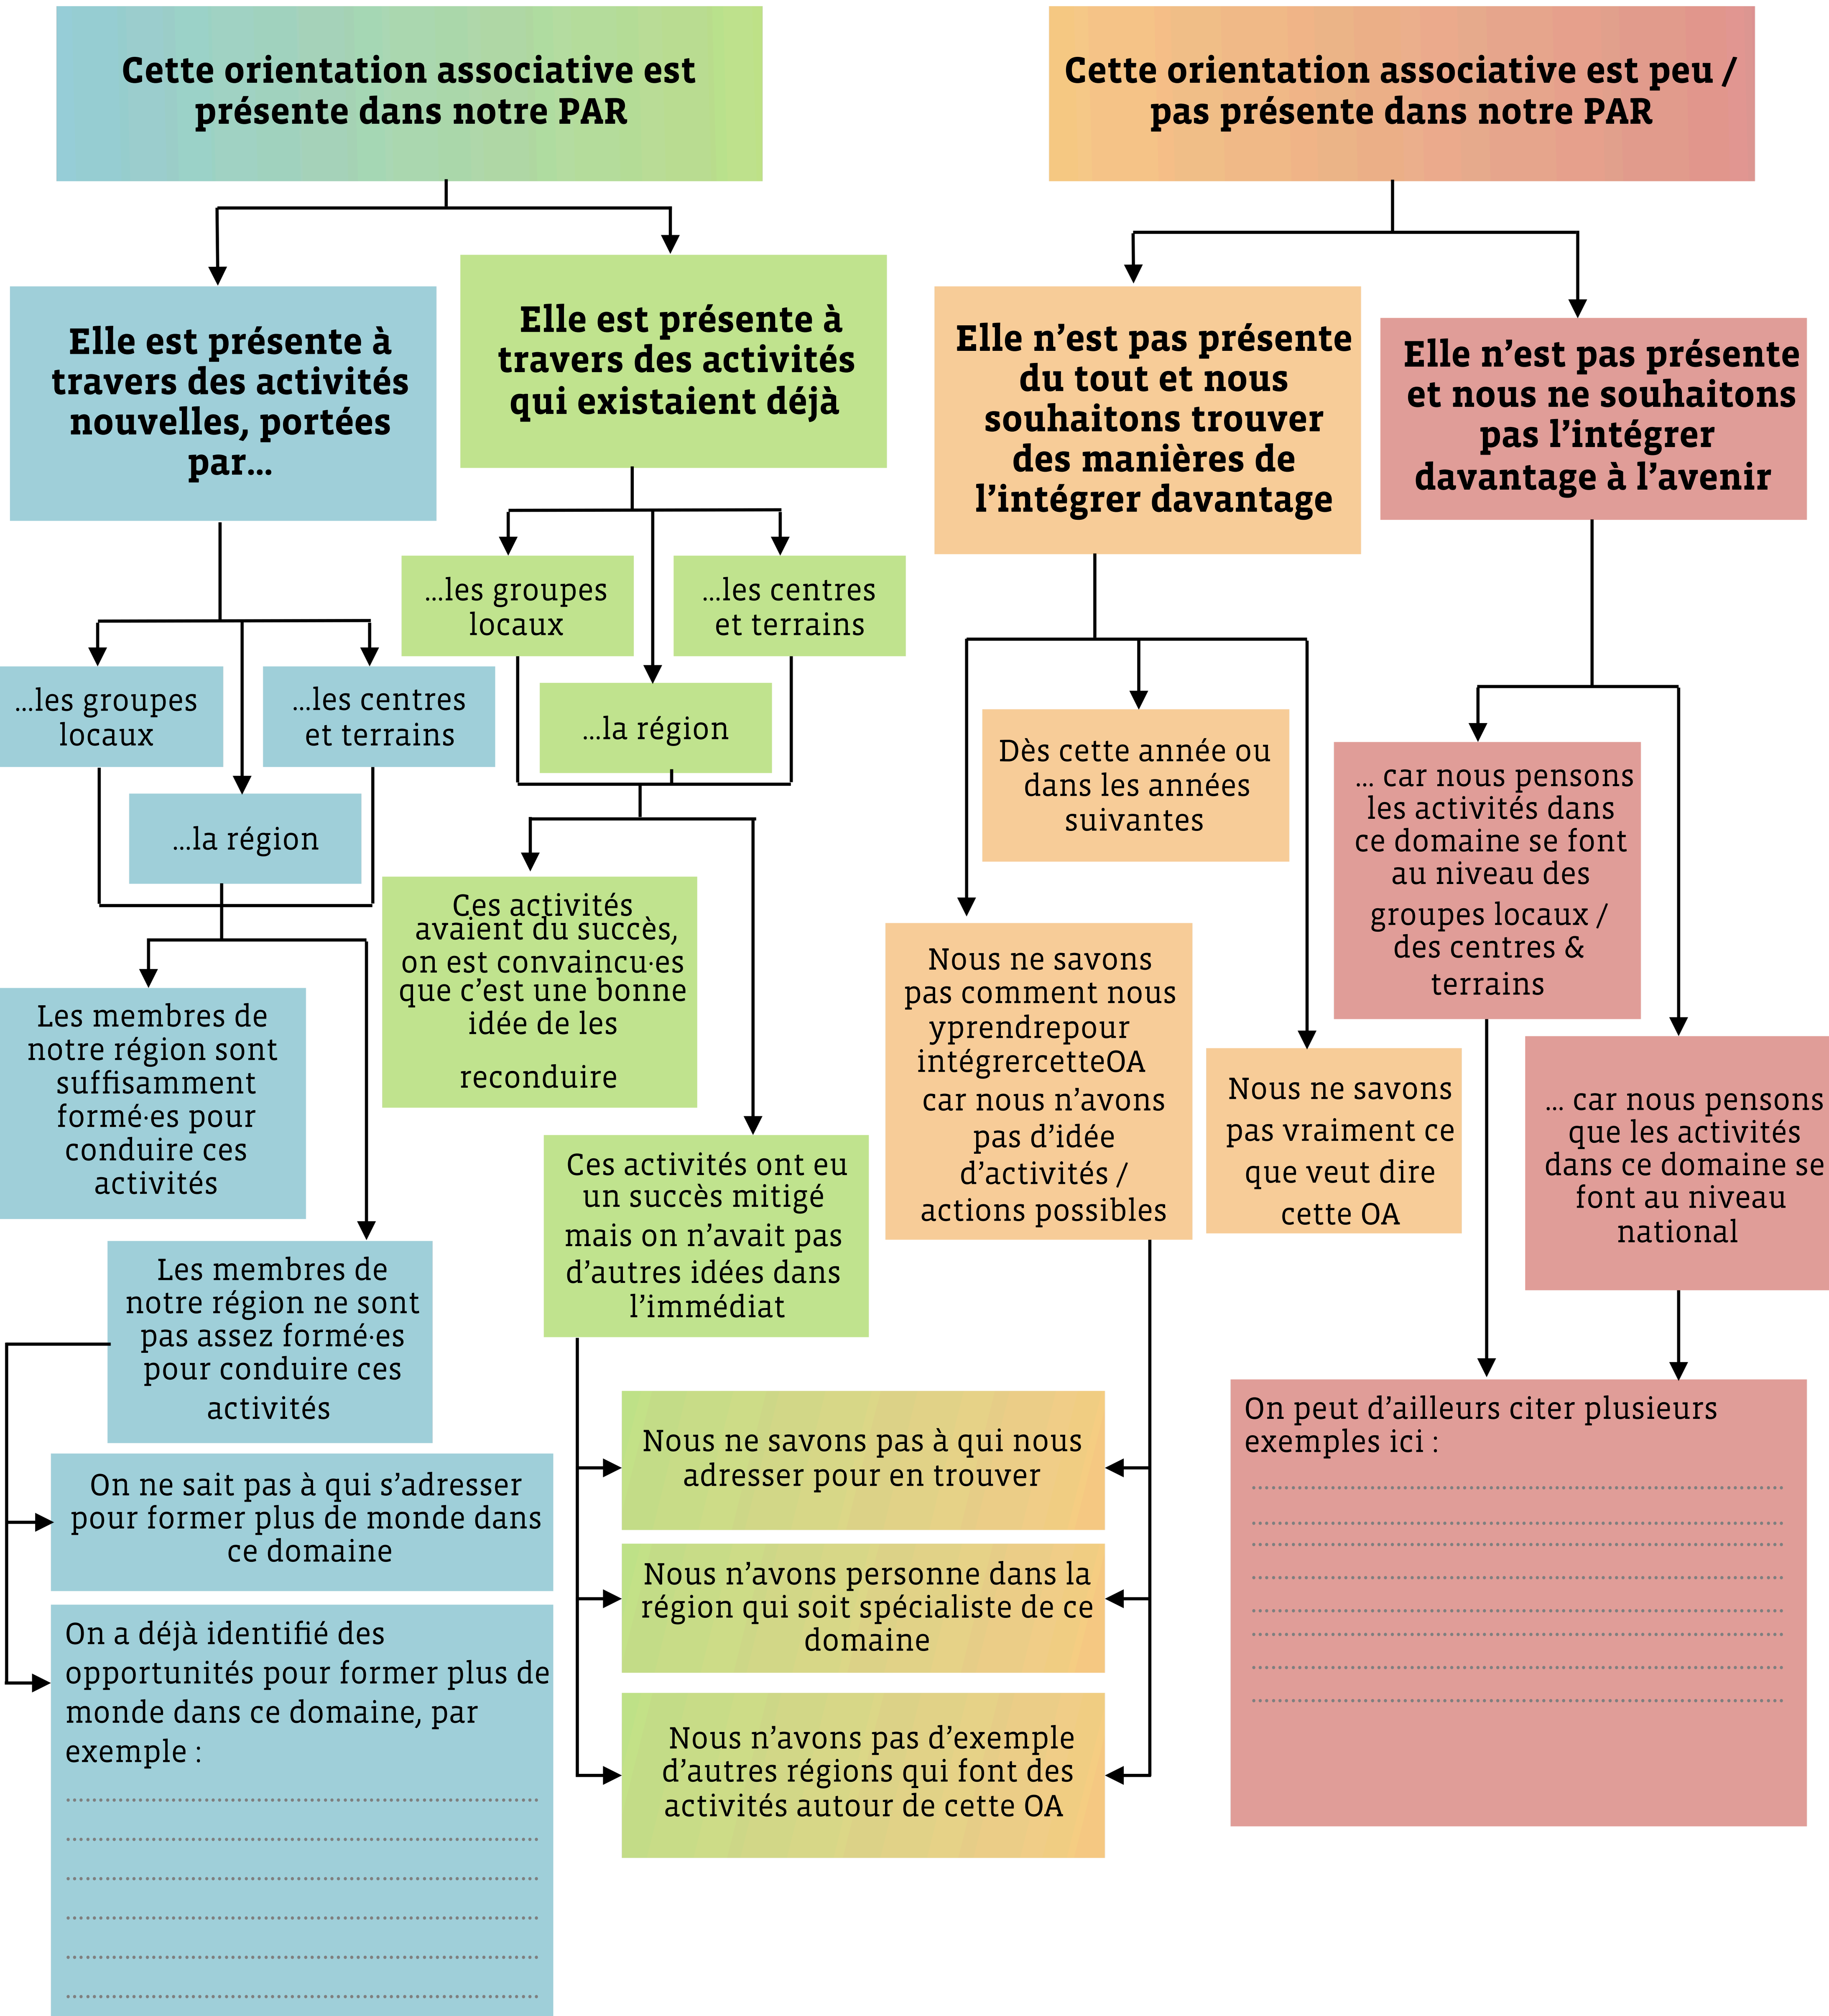 Cette orientation associative est
présente dans notre PAR
Cette orientation associative est peu /
pas présente dans notre PAR
Elle est présente à
travers des activités
nouvelles, portées
par...
Elle est présente à
travers des activités
qui existaient déjà
Elle n’est pas présente
du tout et nous
souhaitons trouver
des manières de
l’intégrer davantage
Elle n’est pas présente
et nous ne souhaitons
pas l’intégrer
davantage à l’avenir
...les groupes
locaux
...les centres
et terrains
...la région
...les groupes
locaux
...les centres
et terrains
...la région
Les membres de
notre région sont
suffisamment
formé·es pour
conduire ces
activités
Les membres de
notre région ne sont
pas assez formé·es
pour conduire ces
activités
On ne sait pas à qui s’adresser
pour former plus de monde dans
ce domaine
On a déjà identifié des
opportunités pour former plus de
monde dans ce domaine, par
exemple :
Ces activités
avaient du succès,
on est convaincu·es
que c’est une bonne
idée de les
reconduire
Ces activités ont eu
un succès mitigé
mais on n’avait pas
d’autres idées dans
l’immédiat
Dès cette année ou
dans les années
suivantes
Nous ne savons
pas comment nous
yprendrepour
intégrercetteOA
car nous n’avons
pas d’idée
d’activités /
actions possibles
Nous ne savons
pas vraiment ce
que veut dire
cette OA
Nous ne savons pas à qui nous
adresser pour en trouver
Nous n’avons personne dans la
région qui soit spécialiste de ce
domaine
Nous n’avons pas d’exemple
d’autres régions qui font des
activités autour de cette OA
... car nous pensons
les activités dans
ce domaine se font
au niveau des
groupes locaux /
des centres &
terrains
... car nous pensons
que les activités
dans ce domaine se
font au niveau
national
On peut d’ailleurs citer plusieurs
exemples ici :